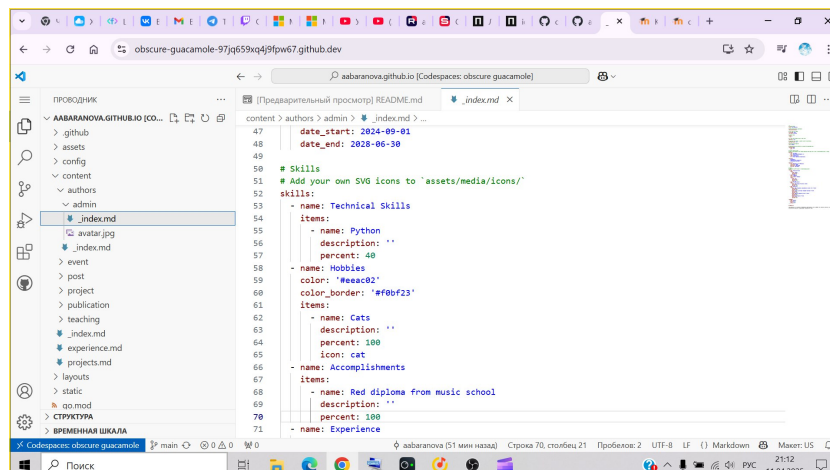 obscure-guacamole-97jq659xq4j9fpw67.github.dev
aabaranova.github.io [Codespaces: obscure guacamole]
ПРОВОДНИК
[Предварительный просмотр] README.md
_index.md
AABARANOVA.GITHUB.IO [CO...
content > authors > admin > _index.md > ...
.github
assets
config
content
authors
admin
_index.md
avatar.jpg
_index.md
event
post
project
publication
teaching
_index.md
experience.md
projects.md
layouts
static
go.mod
СТРУКТУРА
ВРЕМЕННАЯ ШКАЛА
47 date_start: 2024-09-01
48 date_end: 2028-06-30
49
50 # Skills
51 # Add your own SVG icons to `assets/media/icons/`
52 skills:
53 - name: Technical Skills
54 items:
55 - name: Python
56 description: ''
57 percent: 40
58 - name: Hobbies
59 color: '#eeac02'
60 color_border: '#f0bf23'
61 items:
62 - name: Cats
63 description: ''
64 percent: 100
65 icon: cat
66 - name: Accomplishments
67 items:
68 - name: Red diploma from music school
69 description: ''
70 percent: 100
71 - name: Experience
Codespaces: obscure guacamole
main
0 0
0
aabaranova (51 мин назад)
Строка 70, столбец 21
Пробелов: 2
UTF-8
LF
{} Markdown
Макет: US
Поиск
РУС
21:12